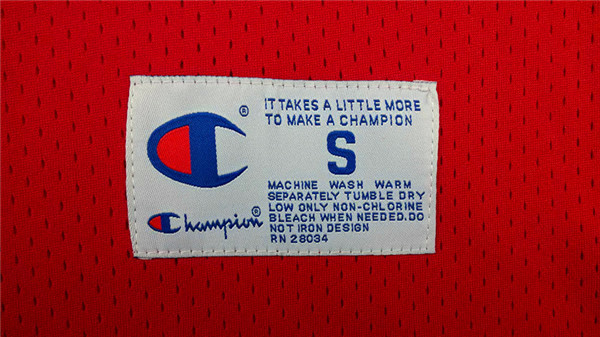 IT TAKES A LITTLE MORE
TO MAKE A CHAMPION
®
S
Champion®
MACHINE WASH WARM
SEPARATELY TUMBLE DRY
LOW ONLY NON-CHLORINE
BLEACH WHEN NEEDED.DO
NOT IRON DESIGN
RN 28034